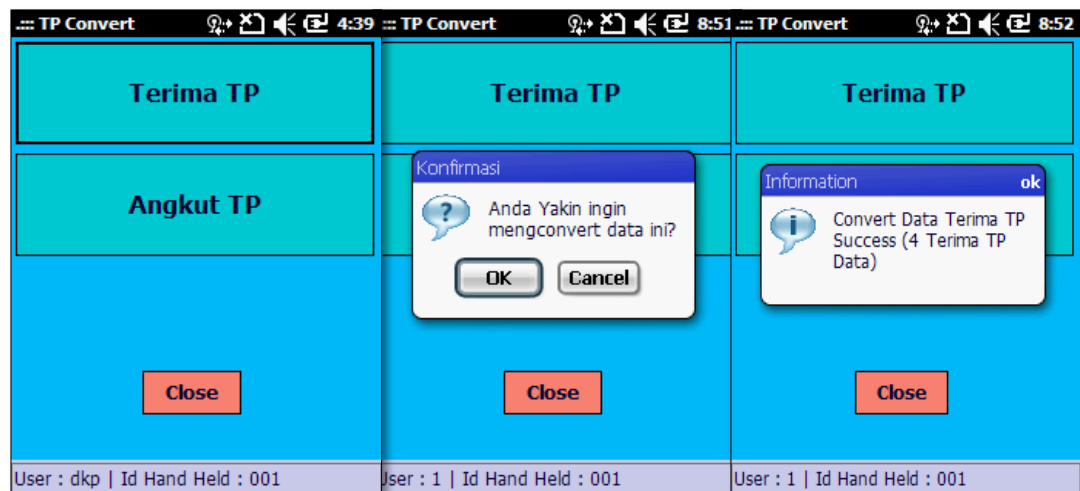 .::: TP Convert 4:39
Terima TP
Angkut TP
Close
User : dkp | Id Hand Held : 001
::: TP Convert 8:51
Terima TP
Konfirmasi
Anda Yakin ingin
mengconvert data ini?
OK Cancel
Close
User : 1 | Id Hand Held : 001
.::: TP Convert 8:52
Terima TP
Information ok
Convert Data Terima TP
Success (4 Terima TP
Data)
Close
User : 1 | Id Hand Held : 001